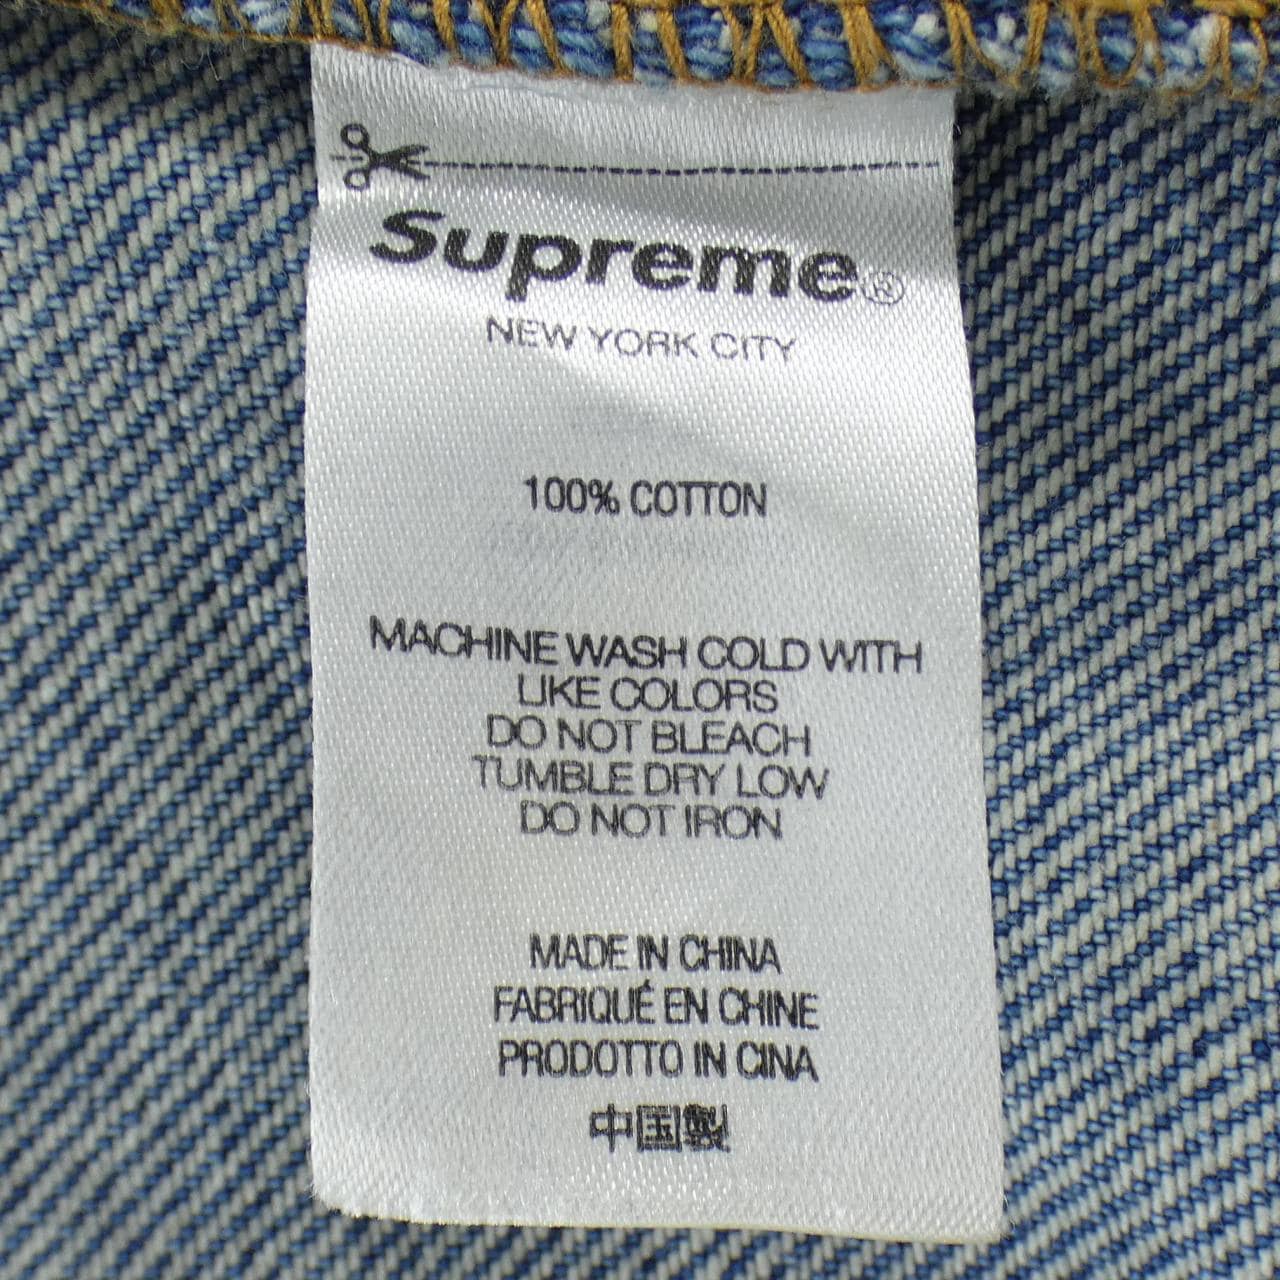 Supreme®
NEW YORK CITY
100% COTTON
MACHINE WASH COLD WITH
LIKE COLORS
DO NOT BLEACH
TUMBLE DRY LOW
DO NOT IRON
MADE IN CHINA
FABRIQUÉ EN CHINE
PRODOTTO IN CINA
中国製